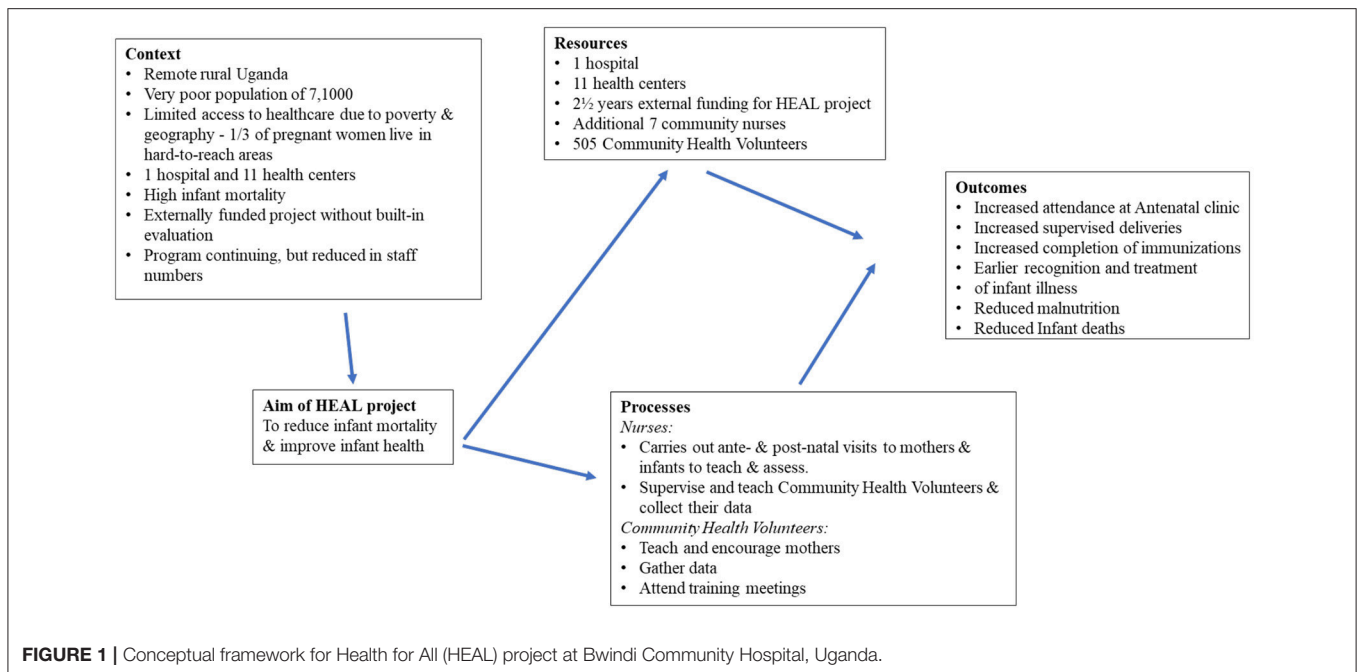 Context
• Remote rural Uganda
• Very poor population of 7,1000
• Limited access to healthcare due to poverty &
geography - 1/3 of pregnant women live in
hard-to-reach areas
• 1 hospital and 11 health centers
• High infant mortality
• Externally funded project without built-in
evaluation
• Program continuing, but reduced in staff
numbers
Aim of HEAL project
To reduce infant mortality
& improve infant health
Resources
• 1 hospital
• 11 health centers
• 2½ years external funding for HEAL project
• Additional 7 community nurses
• 505 Community Health Volunteers
Processes
Nurses:
• Carries out ante- & post-natal visits to mothers &
infants to teach & assess.
• Supervise and teach Community Health Volunteers &
collect their data
Community Health Volunteers:
• Teach and encourage mothers
• Gather data
• Attend training meetings
Outcomes
• Increased attendance at Antenatal clinic
• Increased supervised deliveries
• Increased completion of immunizations
• Earlier recognition and treatment
• of infant illness
• Reduced malnutrition
• Reduced Infant deaths
FIGURE 1 | Conceptual framework for Health for All (HEAL) project at Bwindi Community Hospital, Uganda.